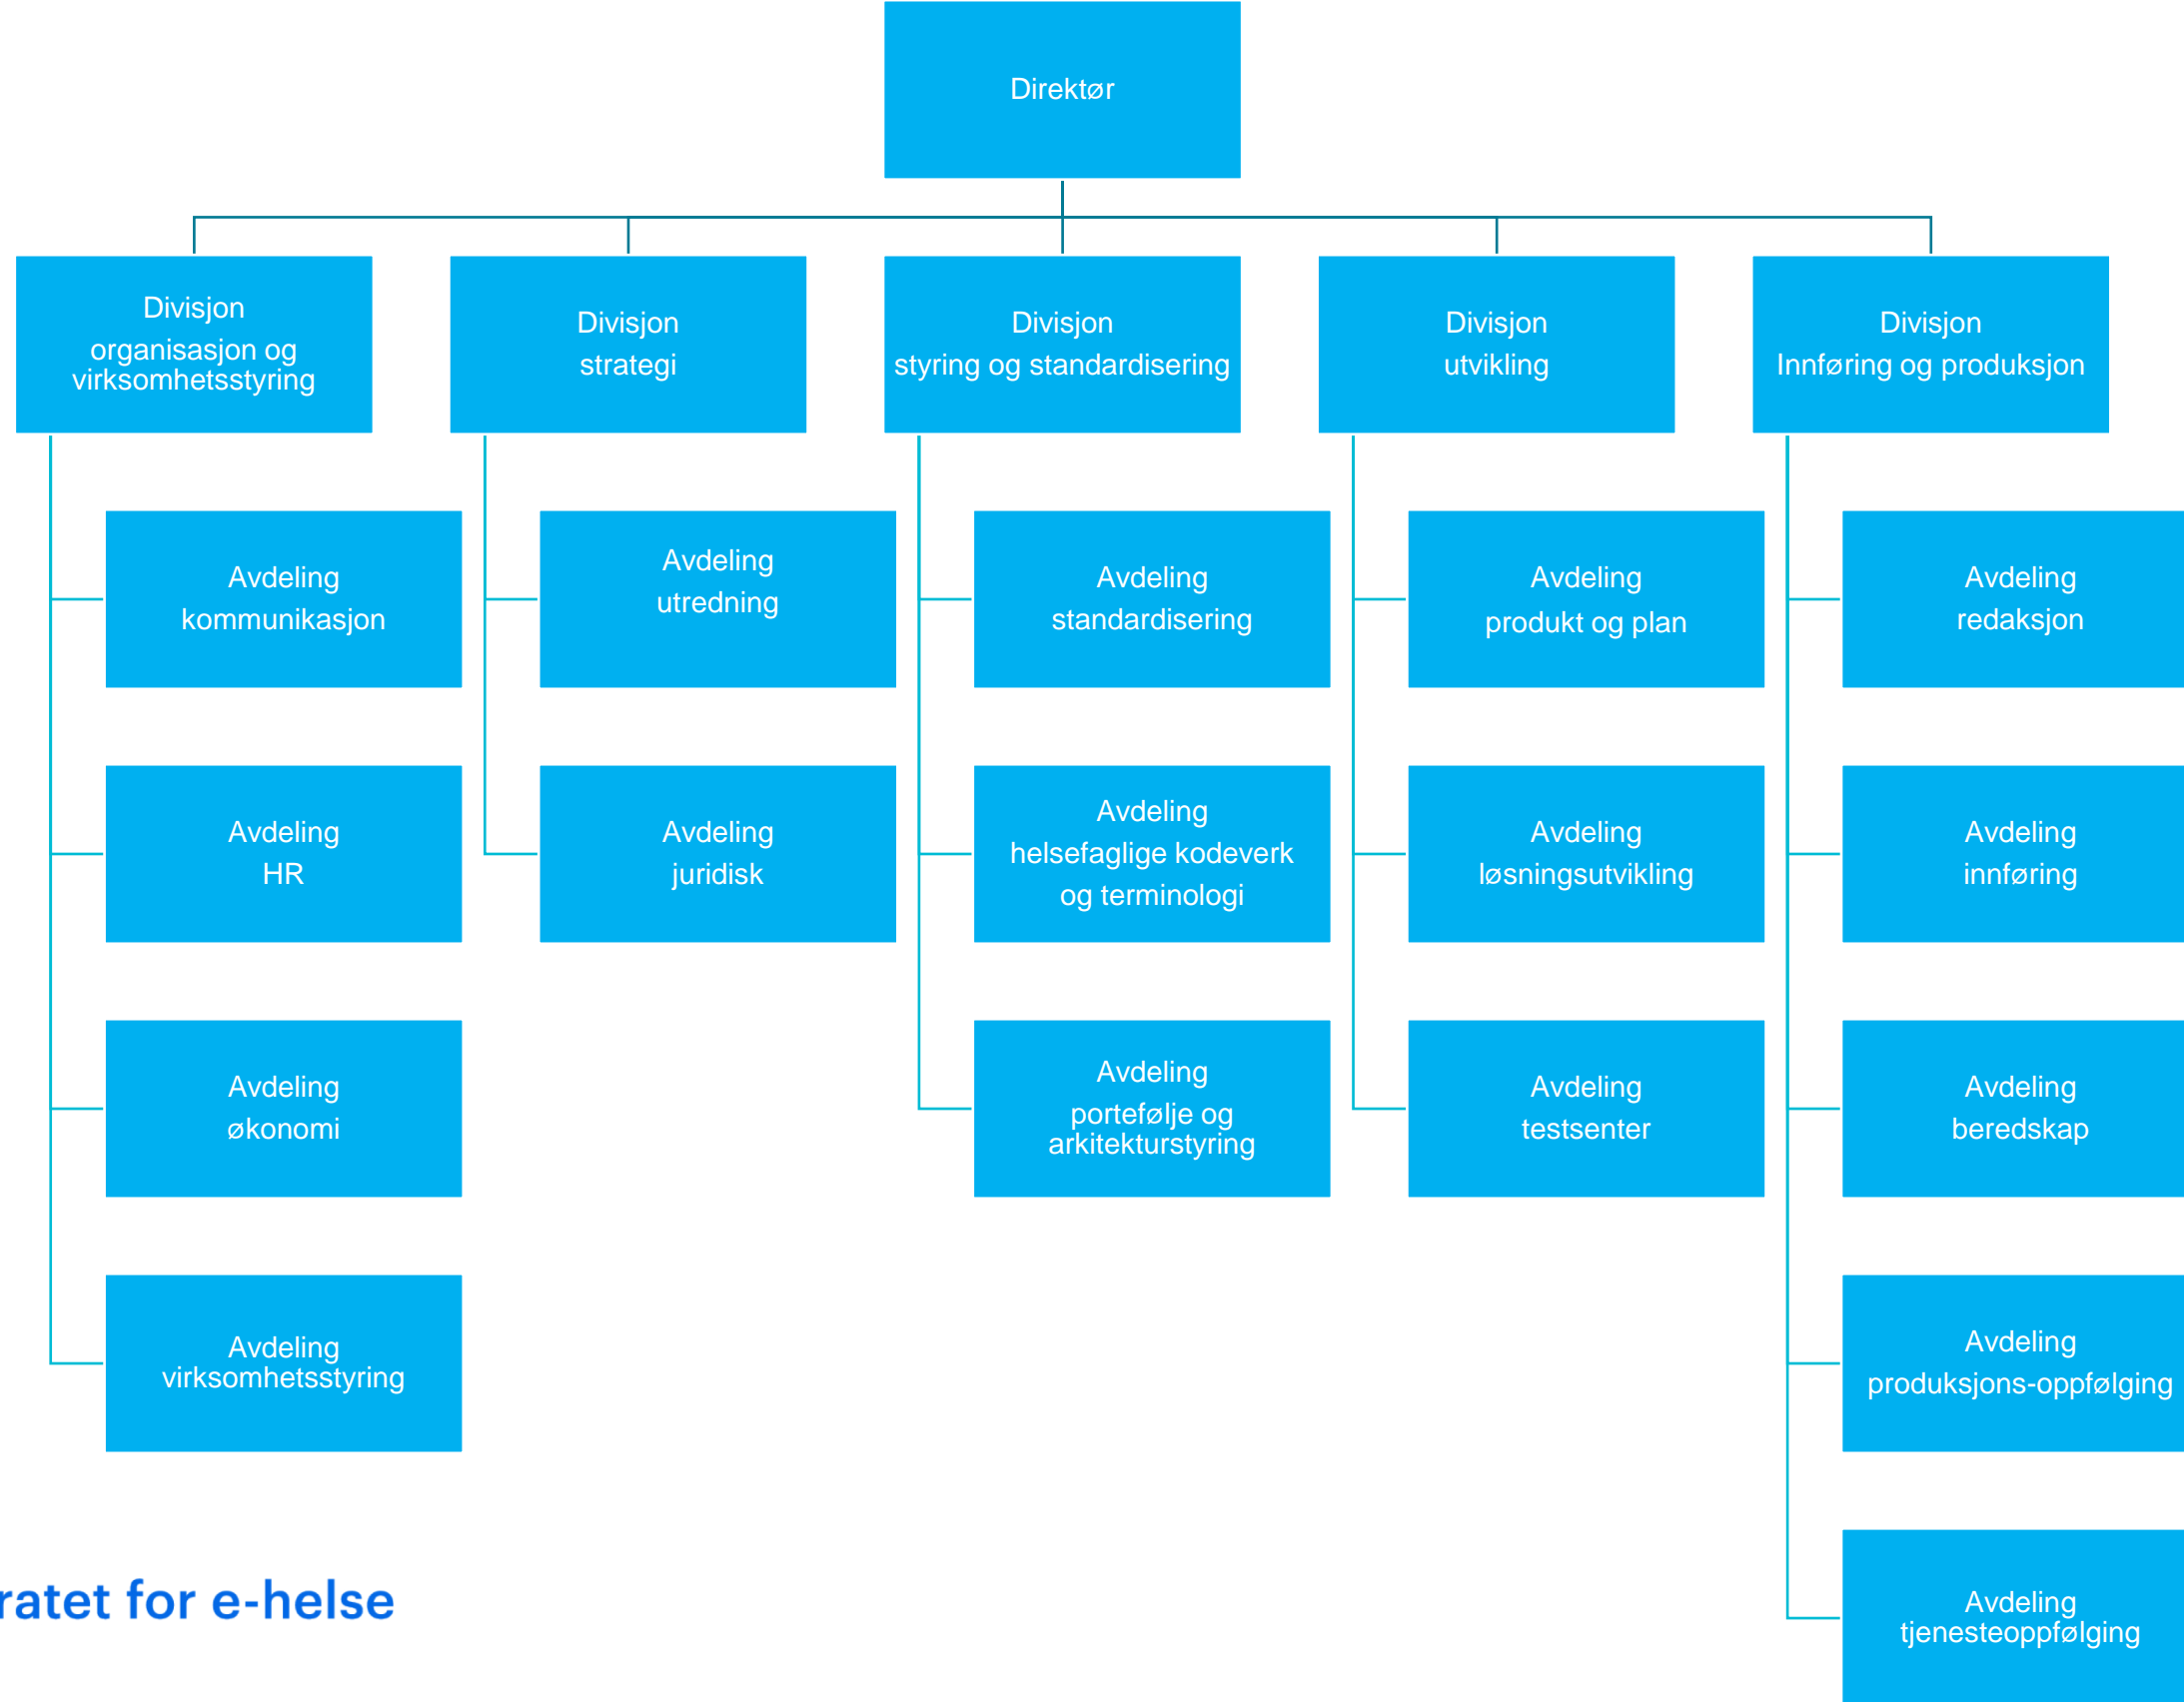 Direktør
Divisjon
organisasjon og
virksomhetsstyring
Divisjon
strategi
Divisjon
styring og standardisering
Divisjon
utvikling
Divisjon
Innføring og produksjon
Avdeling
kommunikasjon
Avdeling
HR
Avdeling
økonomi
Avdeling
virksomhetsstyring
Avdeling
utredning
Avdeling
juridisk
Avdeling
standardisering
Avdeling
helsefaglige kodeverk
og terminologi
Avdeling
portefølje og
arkitekturstyring
Avdeling
produkt og plan
Avdeling
løsningsutvikling
Avdeling
testsenter
Avdeling
redaksjon
Avdeling
innføring
Avdeling
beredskap
Avdeling
produksjons-oppfølging
Avdeling
tjenesteoppfølging
ratet for e-helse